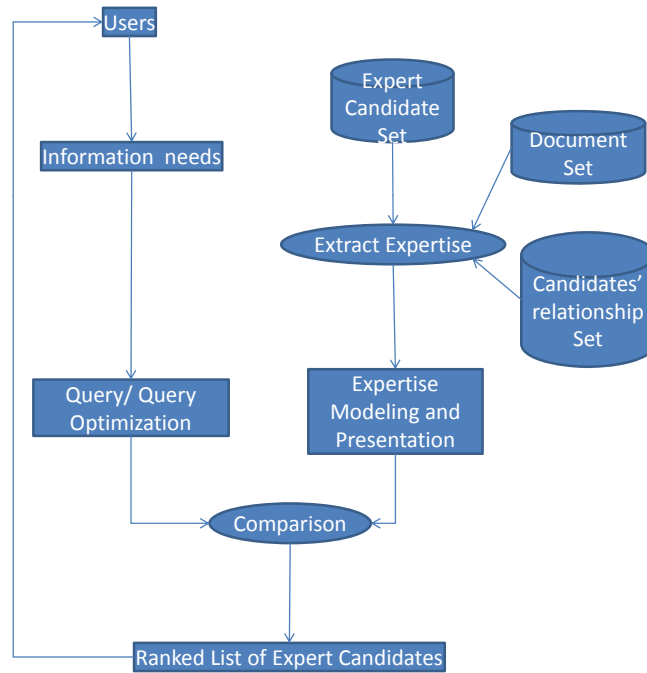 Users
Information needs
Expert
Candidate
Set
Document
Set
Extract Expertise
Candidates’
relationship
Set
Query/ Query
Optimization
Expertise
Modeling and
Presentation
Comparison
Ranked List of Expert Candidates